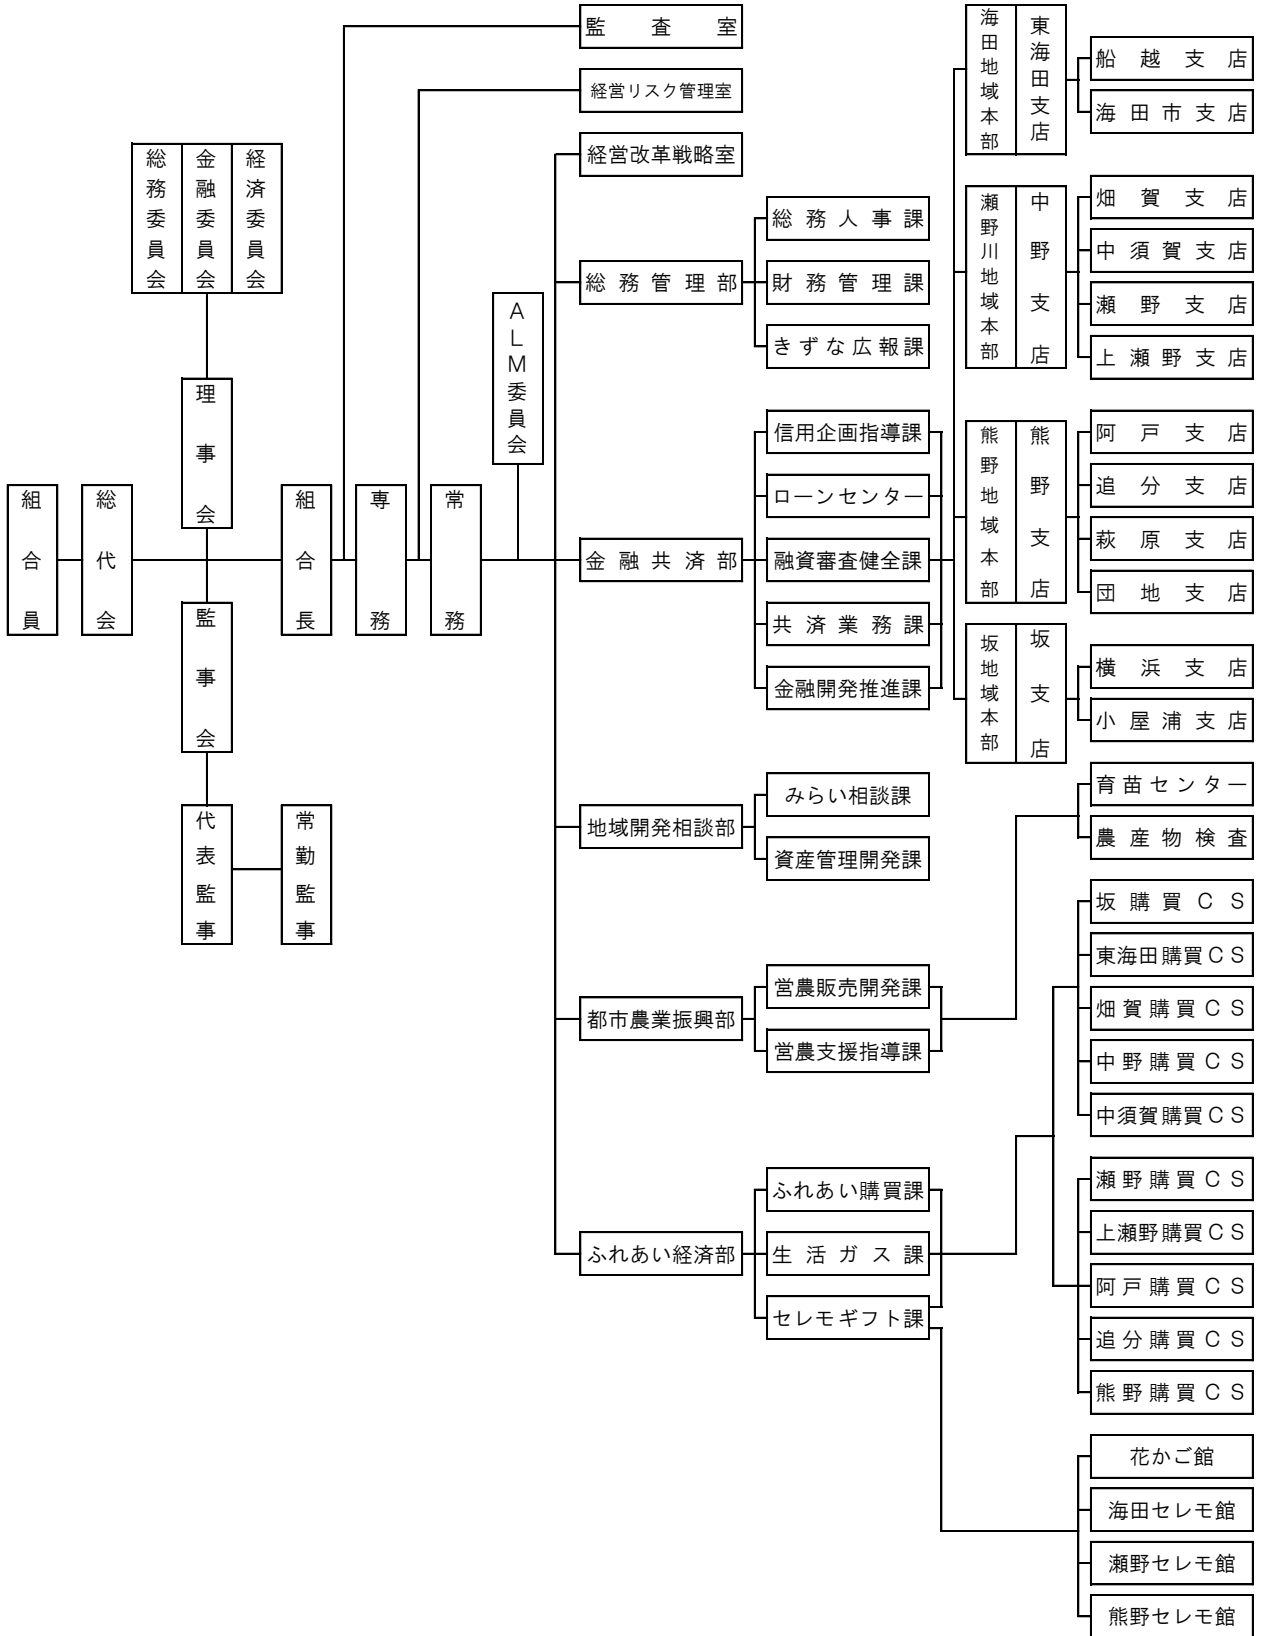 組合員
総代会
総務委員会
金融委員会
経済委員会
理事会
監事会
代表監事
常勤監事
組合長
専務
常務
ALM委員会
監査室
経営リスク管理室
経営改革戦略室
総務管理部
総務人事課
財務管理課
きずな広報課
金融共済部
信用企画指導課
ローンセンター
融資審査健全課
共済業務課
金融開発推進課
海田地域本部
東海田支店
船越支店
海田市支店
瀬野川地域本部
中野支店
畑賀支店
中須賀支店
瀬野支店
上瀬野支店
熊野地域本部
熊野支店
阿戸支店
追分支店
萩原支店
団地支店
坂地域本部
坂支店
横浜支店
小屋浦支店
地域開発相談部
みらい相談課
資産管理開発課
都市農業振興部
営農販売開発課
営農支援指導課
育苗センター
農産物検査
ふれあい経済部
ふれあい購買課
生活ガス課
セレモギフト課
坂購買CS
東海田購買CS
畑賀購買CS
中野購買CS
中須賀購買CS
瀬野購買CS
上瀬野購買CS
阿戸購買CS
追分購買CS
熊野購買CS
花かご館
海田セレモ館
瀬野セレモ館
熊野セレモ館